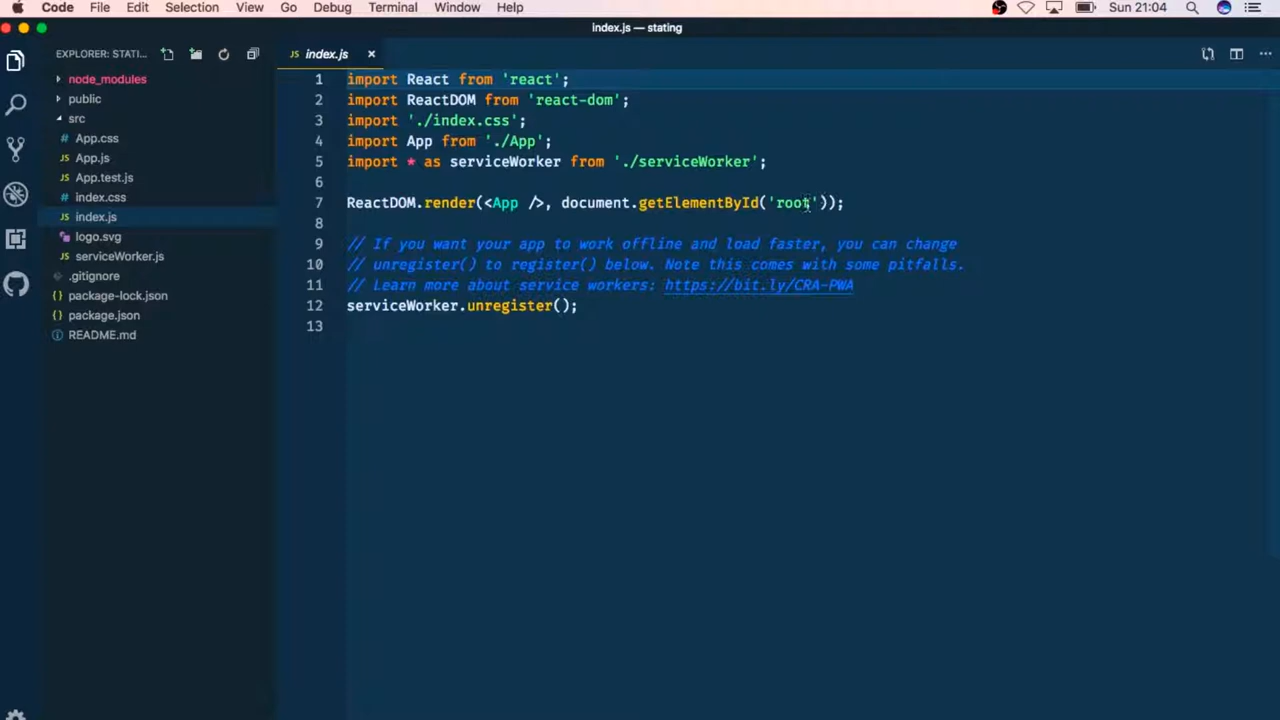 Code File Edit Selection View Go Debug Terminal Window Help Sun 21:04
index.js — stating
EXPLORER: STATI...
node_modules
public
src
# App.css
JS App.js
JS App.test.js
# index.css
JS index.js
logo.svg
JS serviceWorker.js
.gitignore
{} package-lock.json
{} package.json
README.md
JS index.js ×
1 import React from 'react';
2 import ReactDOM from 'react-dom';
3 import './index.css';
4 import App from './App';
5 import * as serviceWorker from './serviceWorker';
6
7 ReactDOM.render(<App />, document.getElementById('root'));
8
9 // If you want your app to work offline and load faster, you can change
10 // unregister() to register() below. Note this comes with some pitfalls.
11 // Learn more about service workers: https://bit.ly/CRA-PWA
12 serviceWorker.unregister();
13